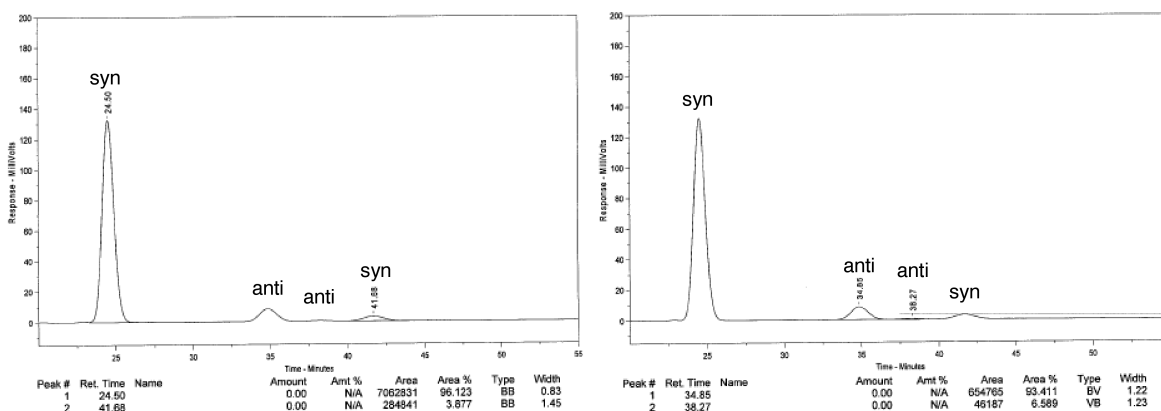 200
180
160
140
120
100
80
60
40
20
0
Response - MilliVolts
syn
24.50
anti
anti
syn
41.68
25
30
35
40
45
50
55
Time - Minutes
Peak # Ret. Time Name Amount Amt % Area Area % Type Width
1 24.50 0.00 N/A 7062831 96.123 BB 0.83
2 41.68 0.00 N/A 284841 3.877 BB 1.45
200
180
160
140
120
100
80
60
40
20
0
Response - MilliVolts
syn
anti
34.85
anti
38.27
syn
25
30
35
40
45
50
Time - Minutes
Peak # Ret. Time Name Amount Amt % Area Area % Type Width
1 34.85 0.00 N/A 654765 93.411 BV 1.22
2 38.27 0.00 N/A 46187 6.589 VB 1.23